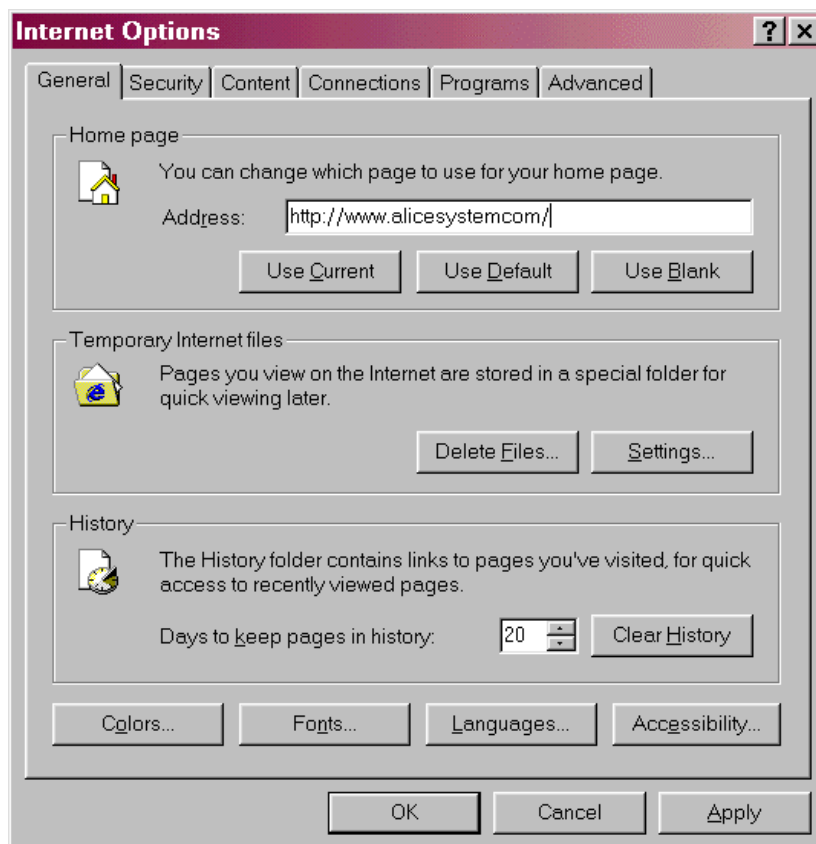 Internet Options
General Security Content Connections Programs Advanced
Home page
You can change which page to use for your home page.
Address: http://www.alicesystemcom/
Use Current Use Default Use Blank
Temporary Internet files
Pages you view on the Internet are stored in a special folder for
quick viewing later.
Delete Files... Settings...
History
The History folder contains links to pages you've visited, for quick
access to recently viewed pages.
Days to keep pages in history: 20 Clear History
Colors... Fonts... Languages... Accessibility...
OK Cancel Apply